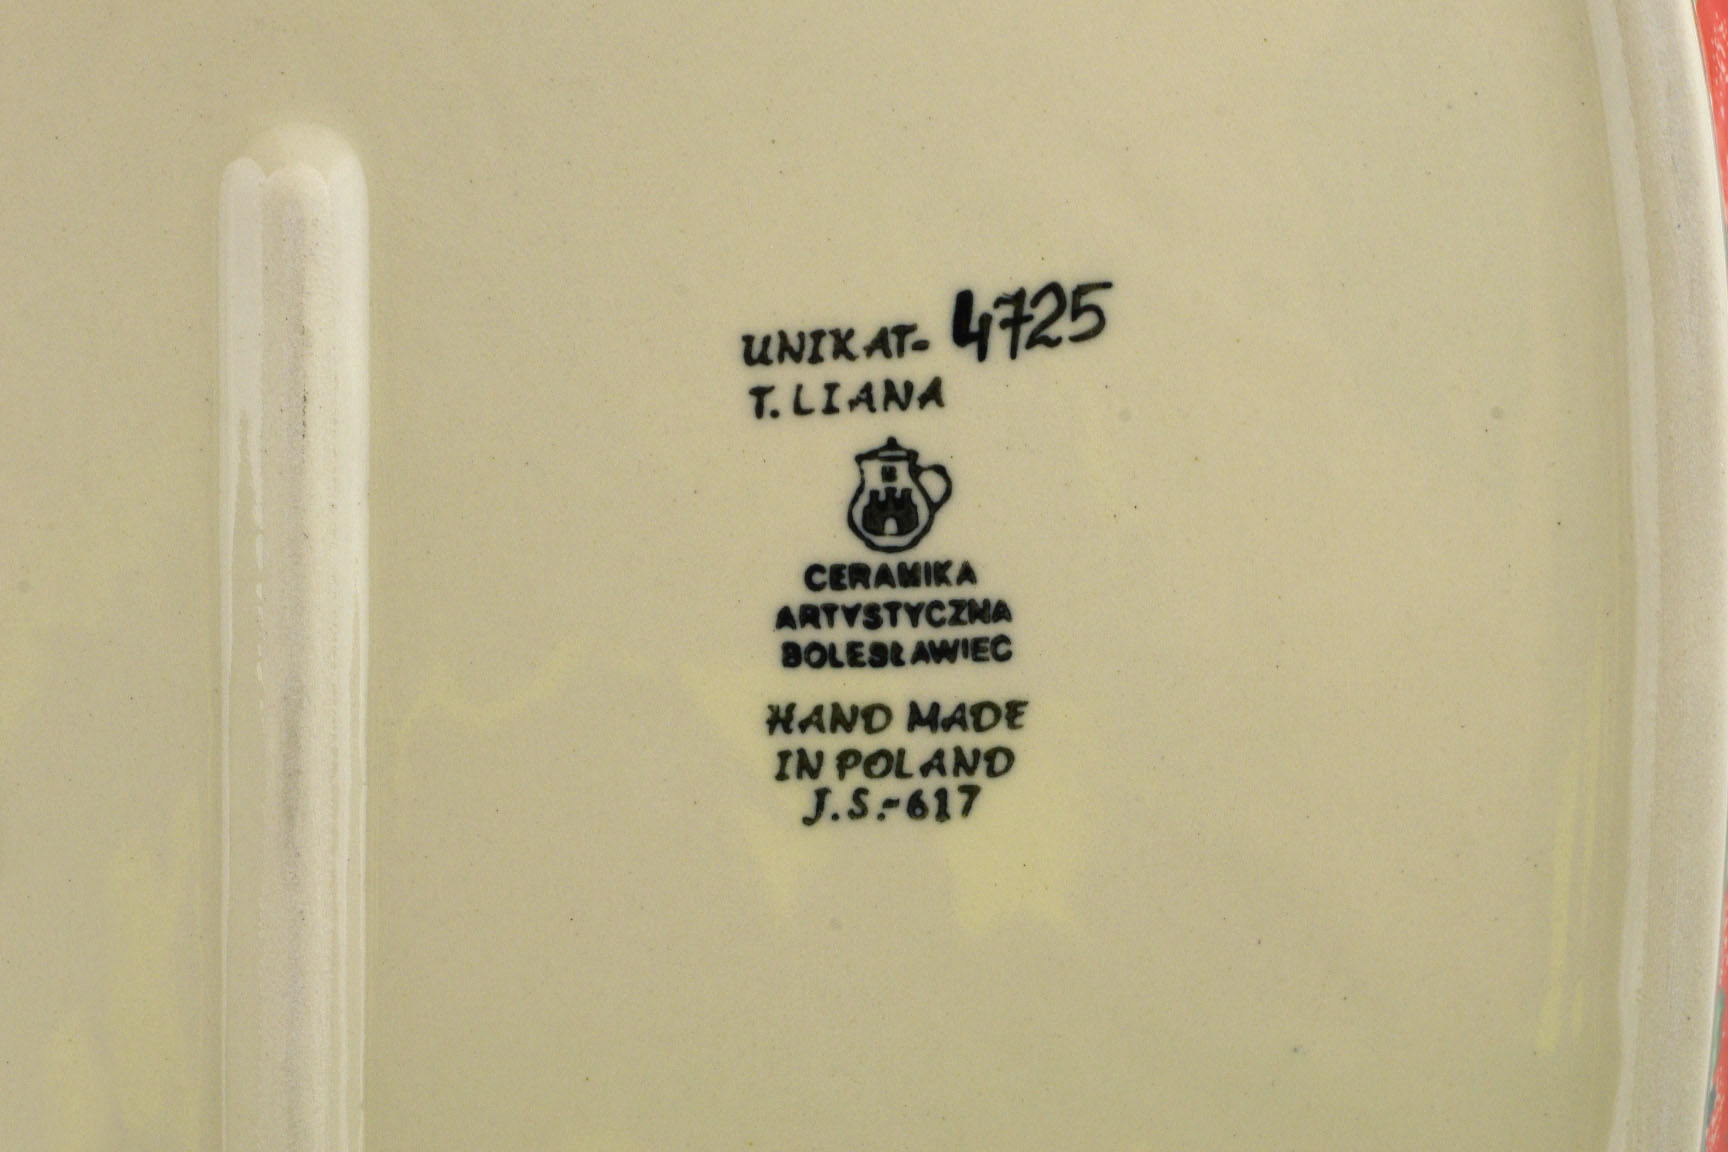 UNIKAT- 4725
T. LIANA
CERAMIKA
ARTYSTYCZNA
BOLESŁAWIEC
HAND MADE
IN POLAND
J.S.-617